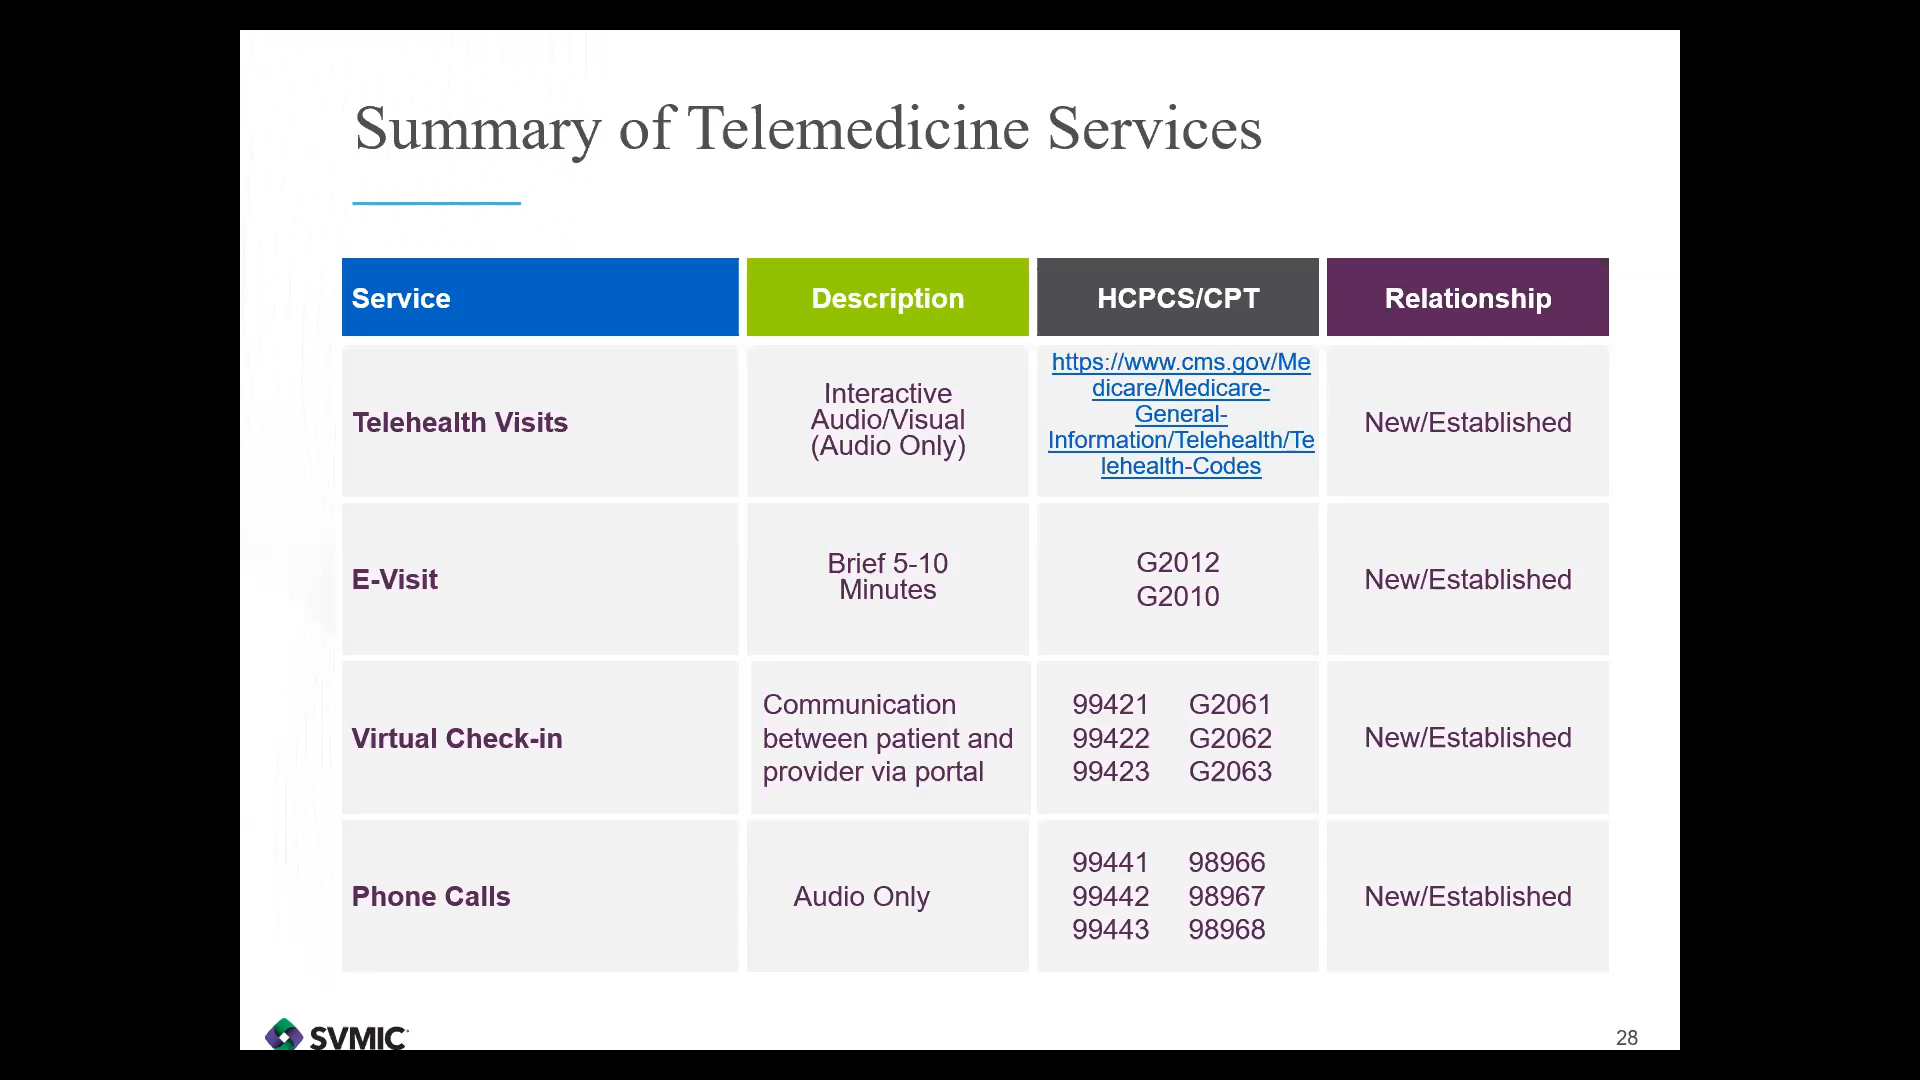 Summary of Telemedicine Services
Service Description HCPCS/CPT Relationship
Telehealth Visits
Interactive
Audio/Visual
(Audio Only)
https://www.cms.gov/Me
dicare/Medicare-
General-
Information/Telehealth/Te
lehealth-Codes
New/Established
E-Visit
Brief 5-10
Minutes
G2012
G2010
New/Established
Virtual Check-in
Communication
between patient and
provider via portal
99421 G2061
99422 G2062
99423 G2063
New/Established
Phone Calls
Audio Only
99441 98966
99442 98967
99443 98968
New/Established
SVMIC
28